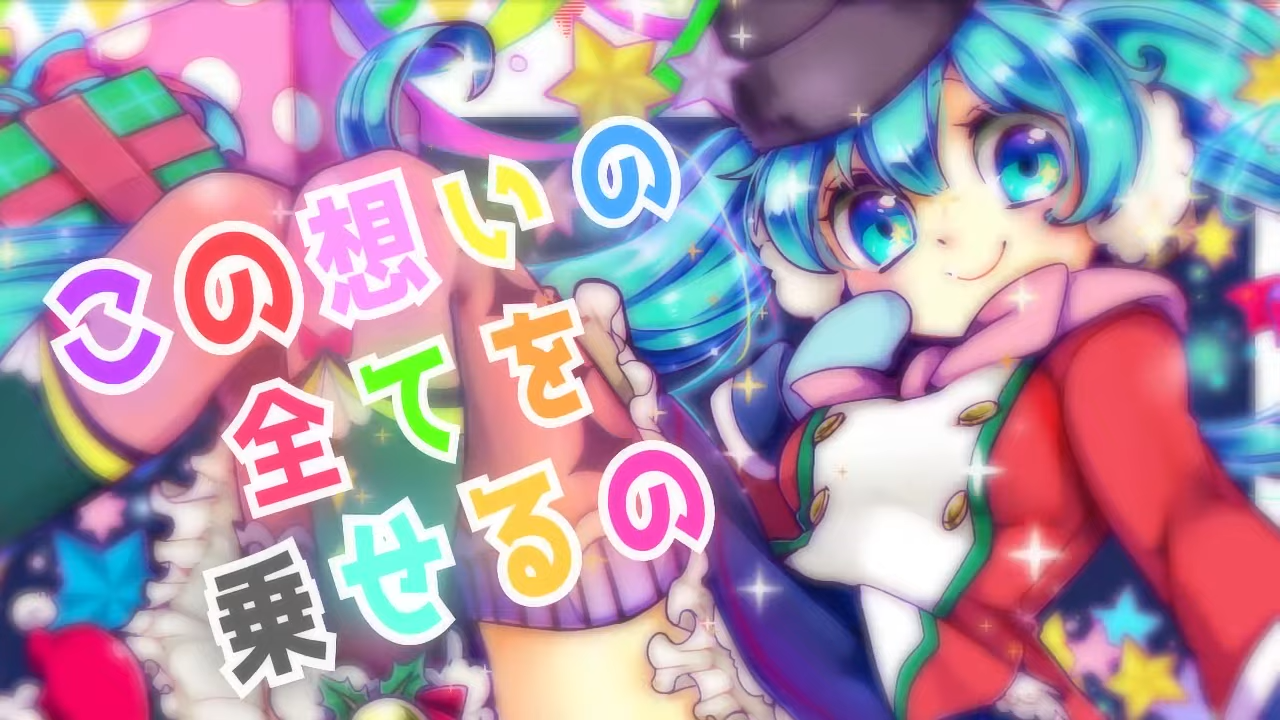 この想いの
全てを
乗せるの